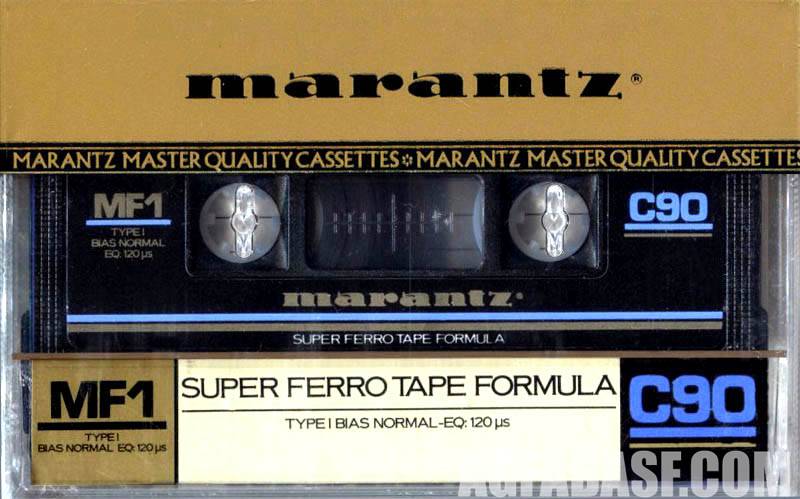 marantz®
MARANTZ MASTER QUALITY CASSETTES * MARANTZ MASTER QUALITY CASSETTES
MF1
TYPE I
BIAS NORMAL
EQ: 120 µs
C90
marantz
SUPER FERRO TAPE FORMULA
MF1
TYPE I
BIAS NORMAL EQ: 120 µs
SUPER FERRO TAPE FORMULA
TYPE I BIAS NORMAL-EQ: 120 µs
C90
AGTABASF.COM